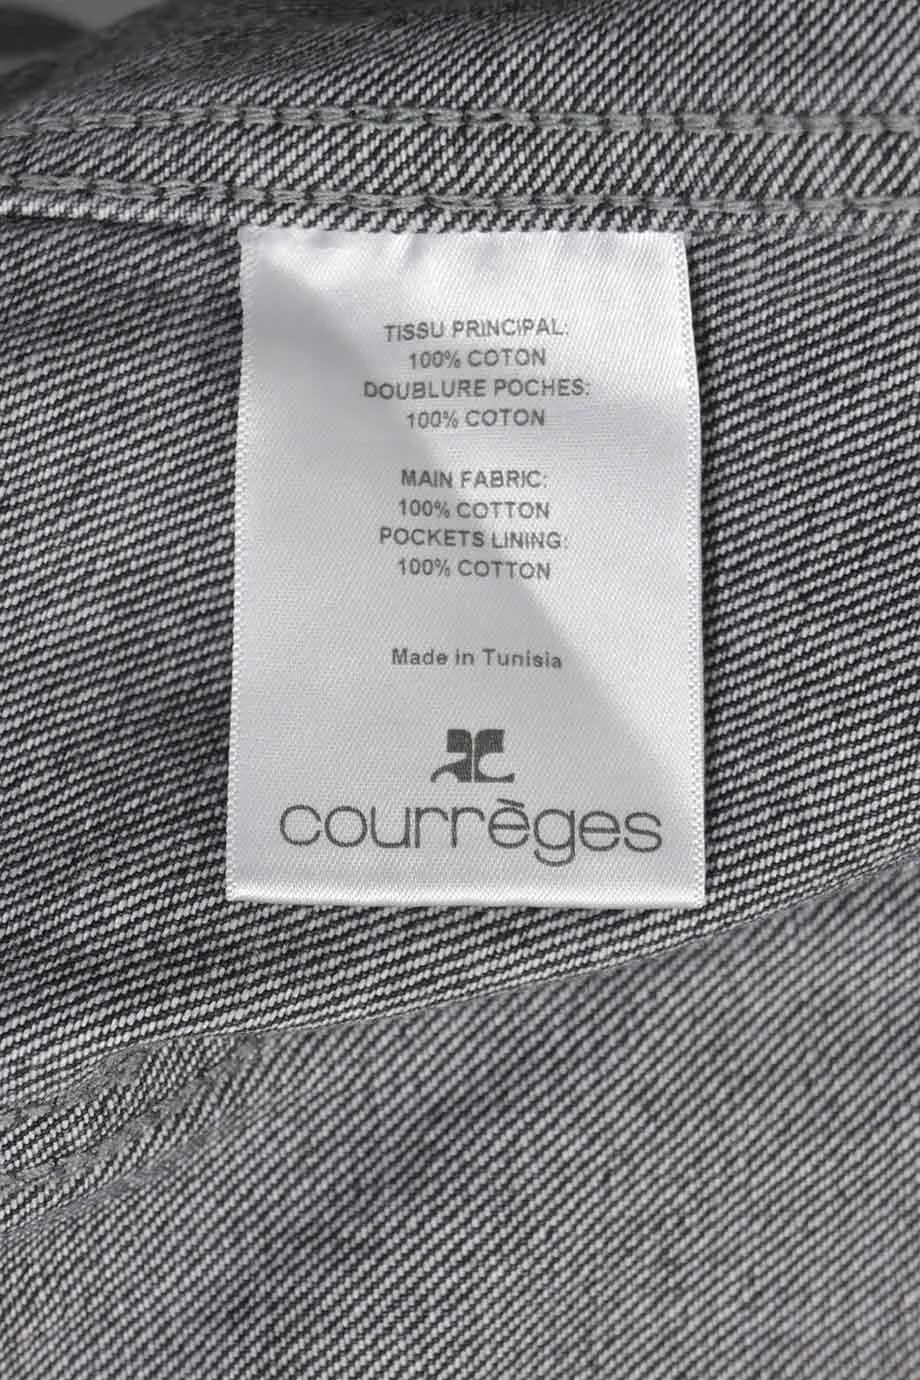 TISSU PRINCIPAL:
100% COTON
DOUBLURE POCHES:
100% COTON
MAIN FABRIC:
100% COTTON
POCKETS LINING:
100% COTTON
Made in Tunisia
courrèges